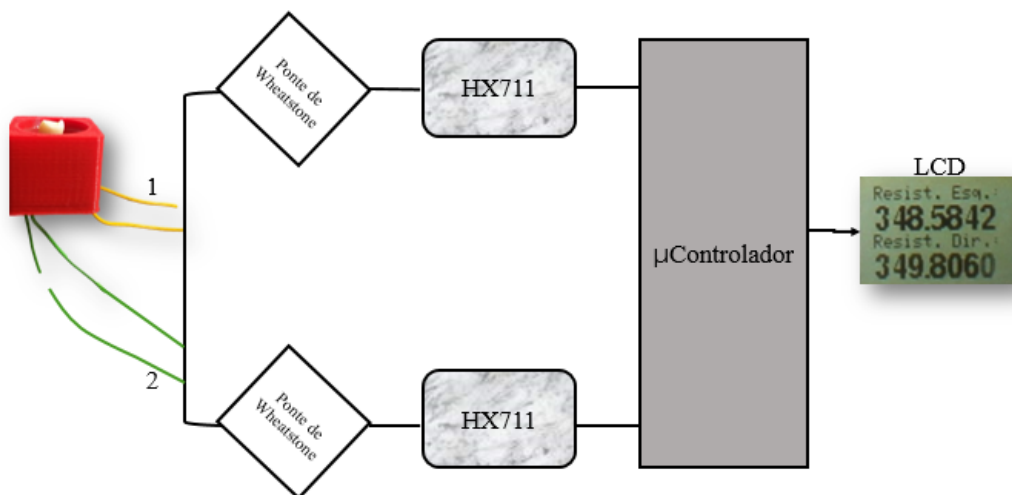 Ponte de
Wheatstone
HX711
1
LCD
Resist. Esq.:
348.5842
Resist. Dir.:
349.8060
µControlador
2
Ponte de
Wheatstone
HX711